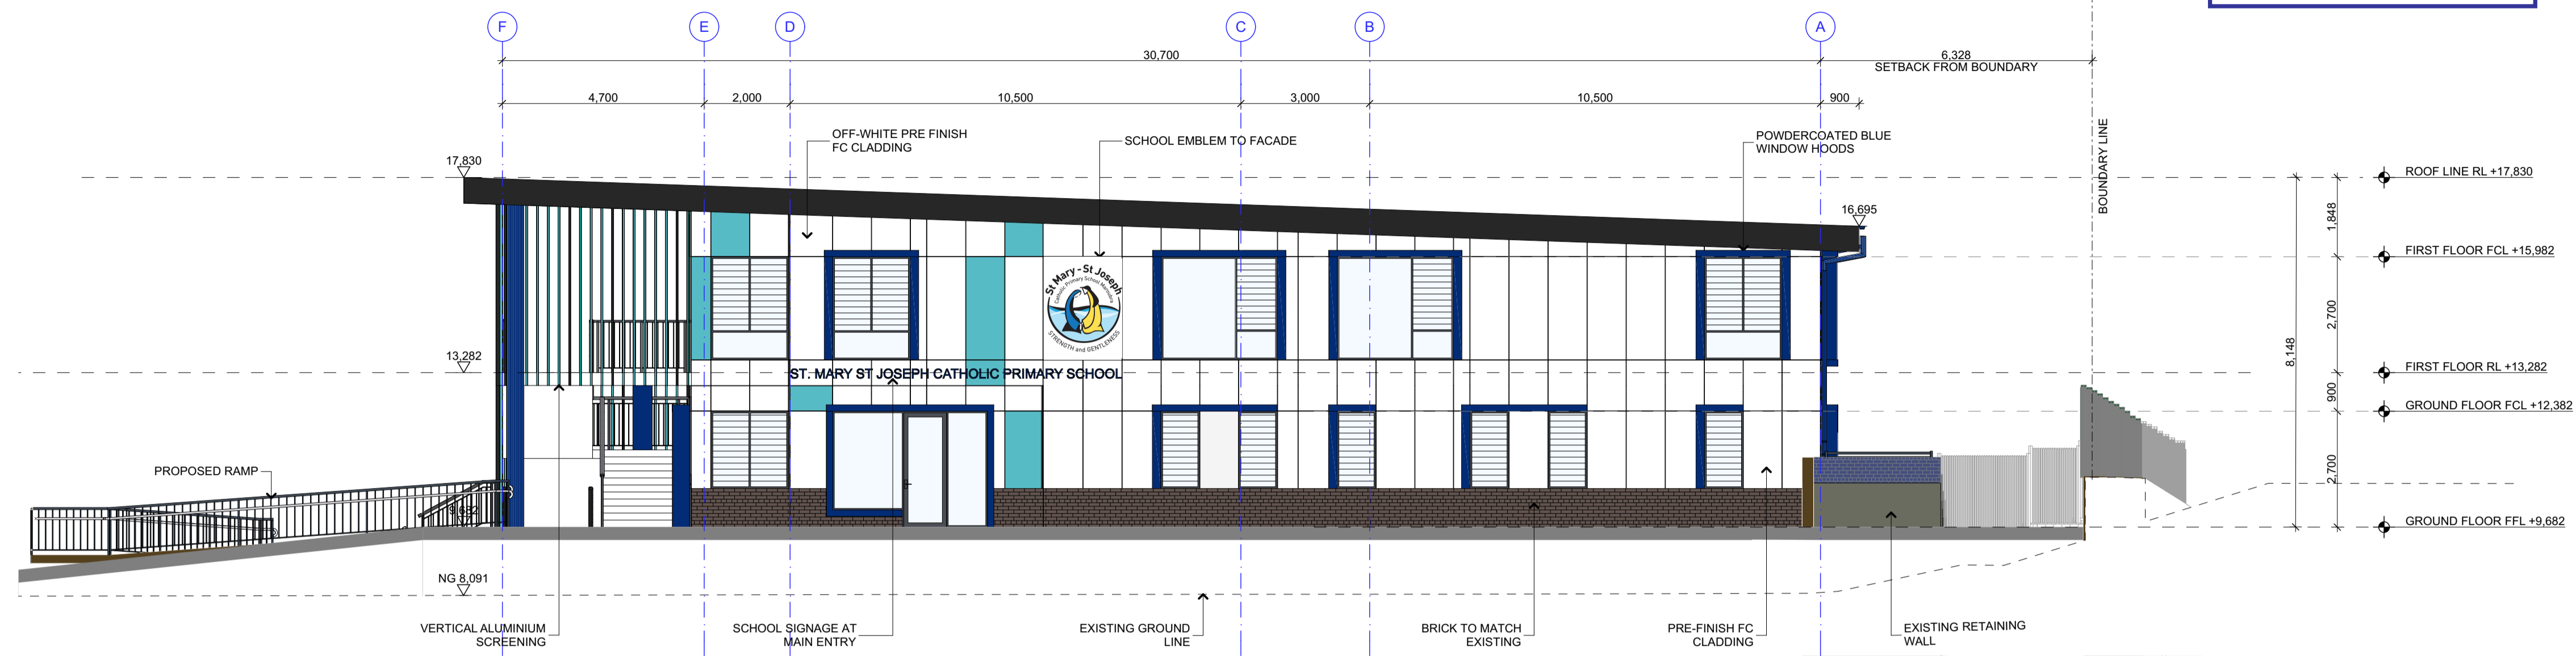 F
E
D
C
B
A
30,700
6,328
SETBACK FROM BOUNDARY
4,700
2,000
10,500
3,000
10,500
900
OFF-WHITE PRE FINISH
FC CLADDING
SCHOOL EMBLEM TO FACADE
POWDERCOATED BLUE
WINDOW HOODS
BOUNDARY LINE
17,830
16,695
ROOF LINE RL +17,830
1,848
FIRST FLOOR FCL +15,982
St Mary - St Joseph
Catholic Primary School Maroubra
STRENGTH and GENTLENESS
2,700
8,148
13,282
ST. MARY ST JOSEPH CATHOLIC PRIMARY SCHOOL
FIRST FLOOR RL +13,282
900
GROUND FLOOR FCL +12,382
PROPOSED RAMP
2,700
9,682
GROUND FLOOR FFL +9,682
NG 8,091
VERTICAL ALUMINIUM
SCREENING
SCHOOL SIGNAGE AT
MAIN ENTRY
EXISTING GROUND
LINE
BRICK TO MATCH
EXISTING
PRE-FINISH FC
CLADDING
EXISTING RETAINING
WALL